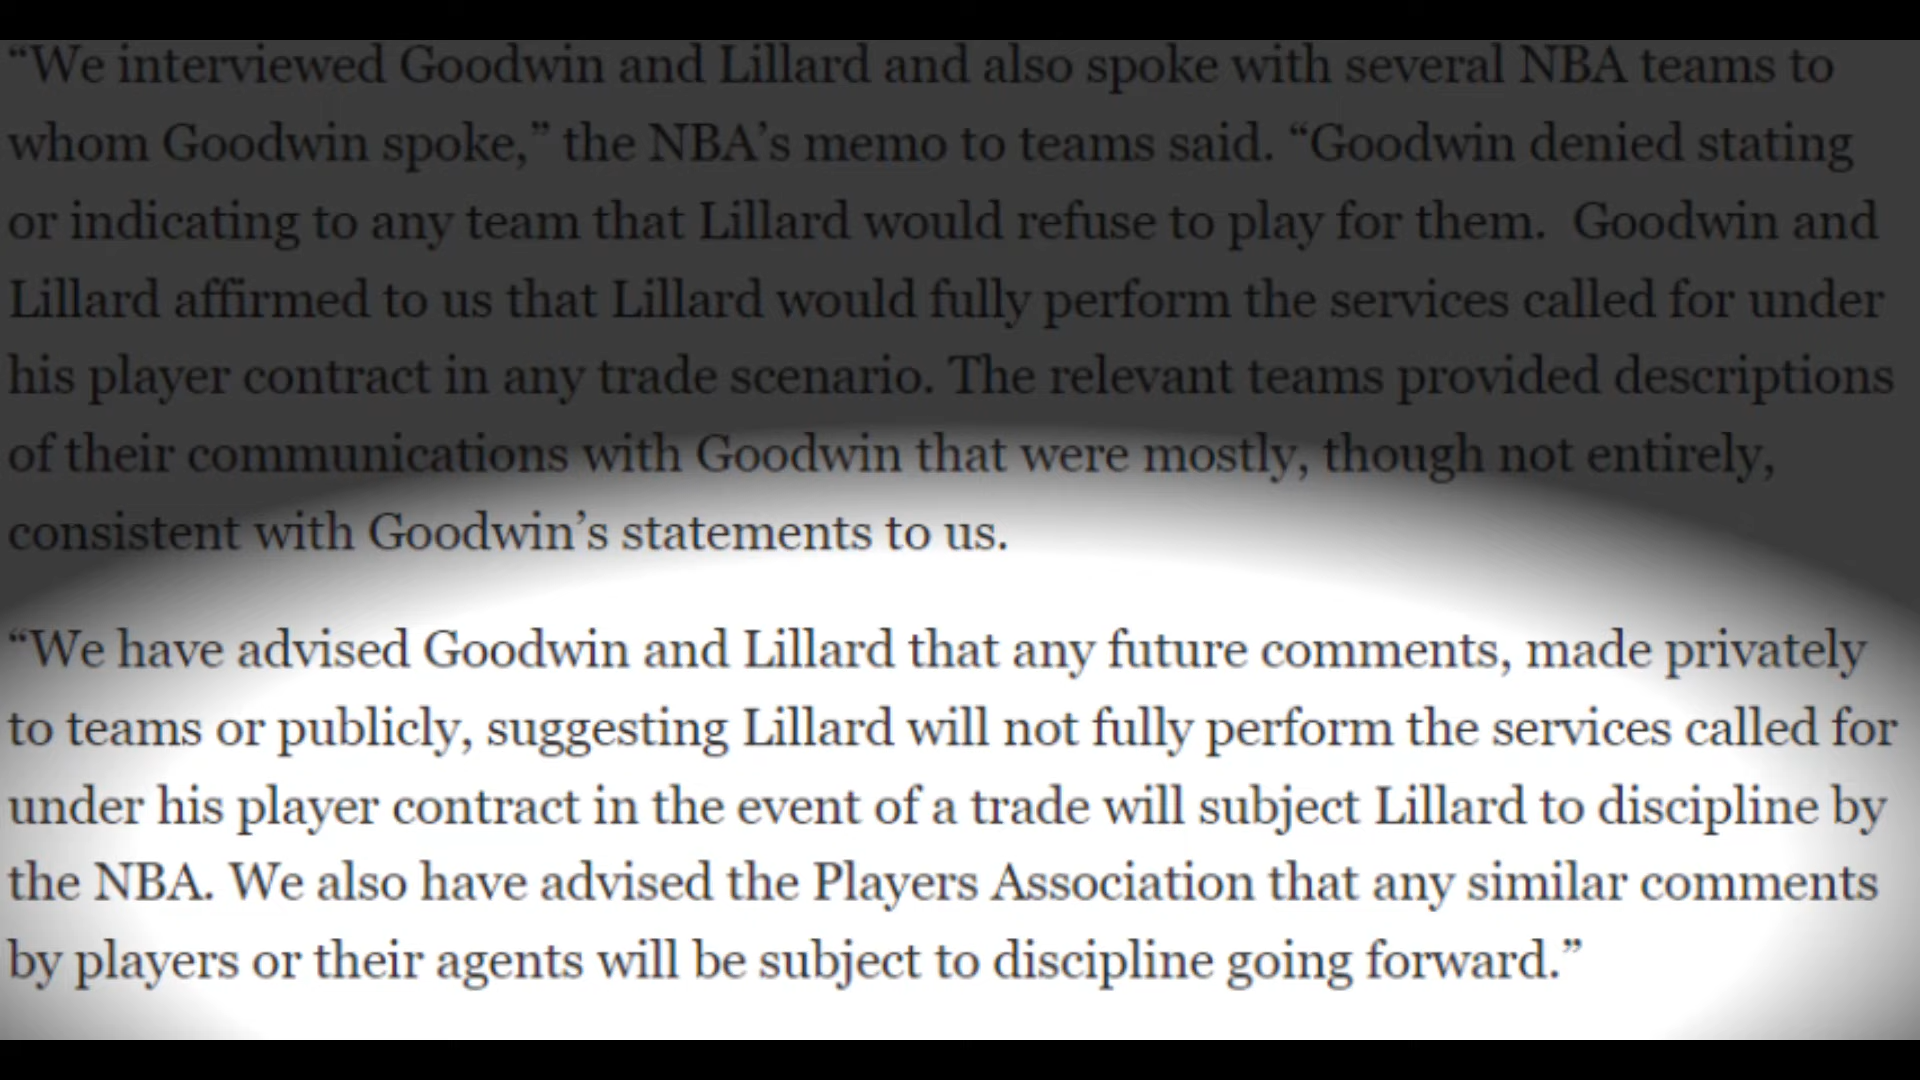 “We interviewed Goodwin and Lillard and also spoke with several NBA teams to
whom Goodwin spoke,” the NBA’s memo to teams said. “Goodwin denied stating
or indicating to any team that Lillard would refuse to play for them.  Goodwin and
Lillard affirmed to us that Lillard would fully perform the services called for under
his player contract in any trade scenario. The relevant teams provided descriptions
of their communications with Goodwin that were mostly, though not entirely,
consistent with Goodwin’s statements to us.
“We have advised Goodwin and Lillard that any future comments, made privately
to teams or publicly, suggesting Lillard will not fully perform the services called for
under his player contract in the event of a trade will subject Lillard to discipline by
the NBA. We also have advised the Players Association that any similar comments
by players or their agents will be subject to discipline going forward.”